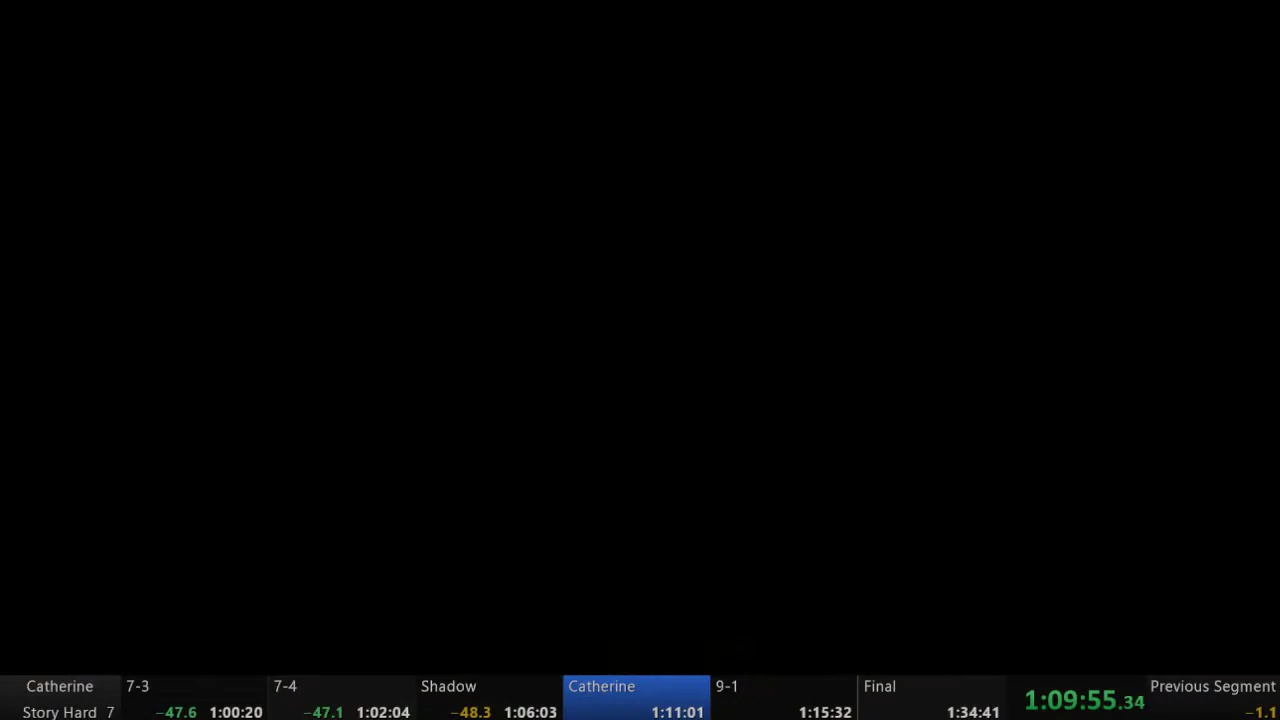 Catherine 7-3 7-4 Shadow Catherine 9-1 Final 1:09:55.34 Previous Segment
Story Hard 7 −47.6 1:00:20 −47.1 1:02:04 −48.3 1:06:03 1:11:01 1:15:32 1:34:41 −1.1